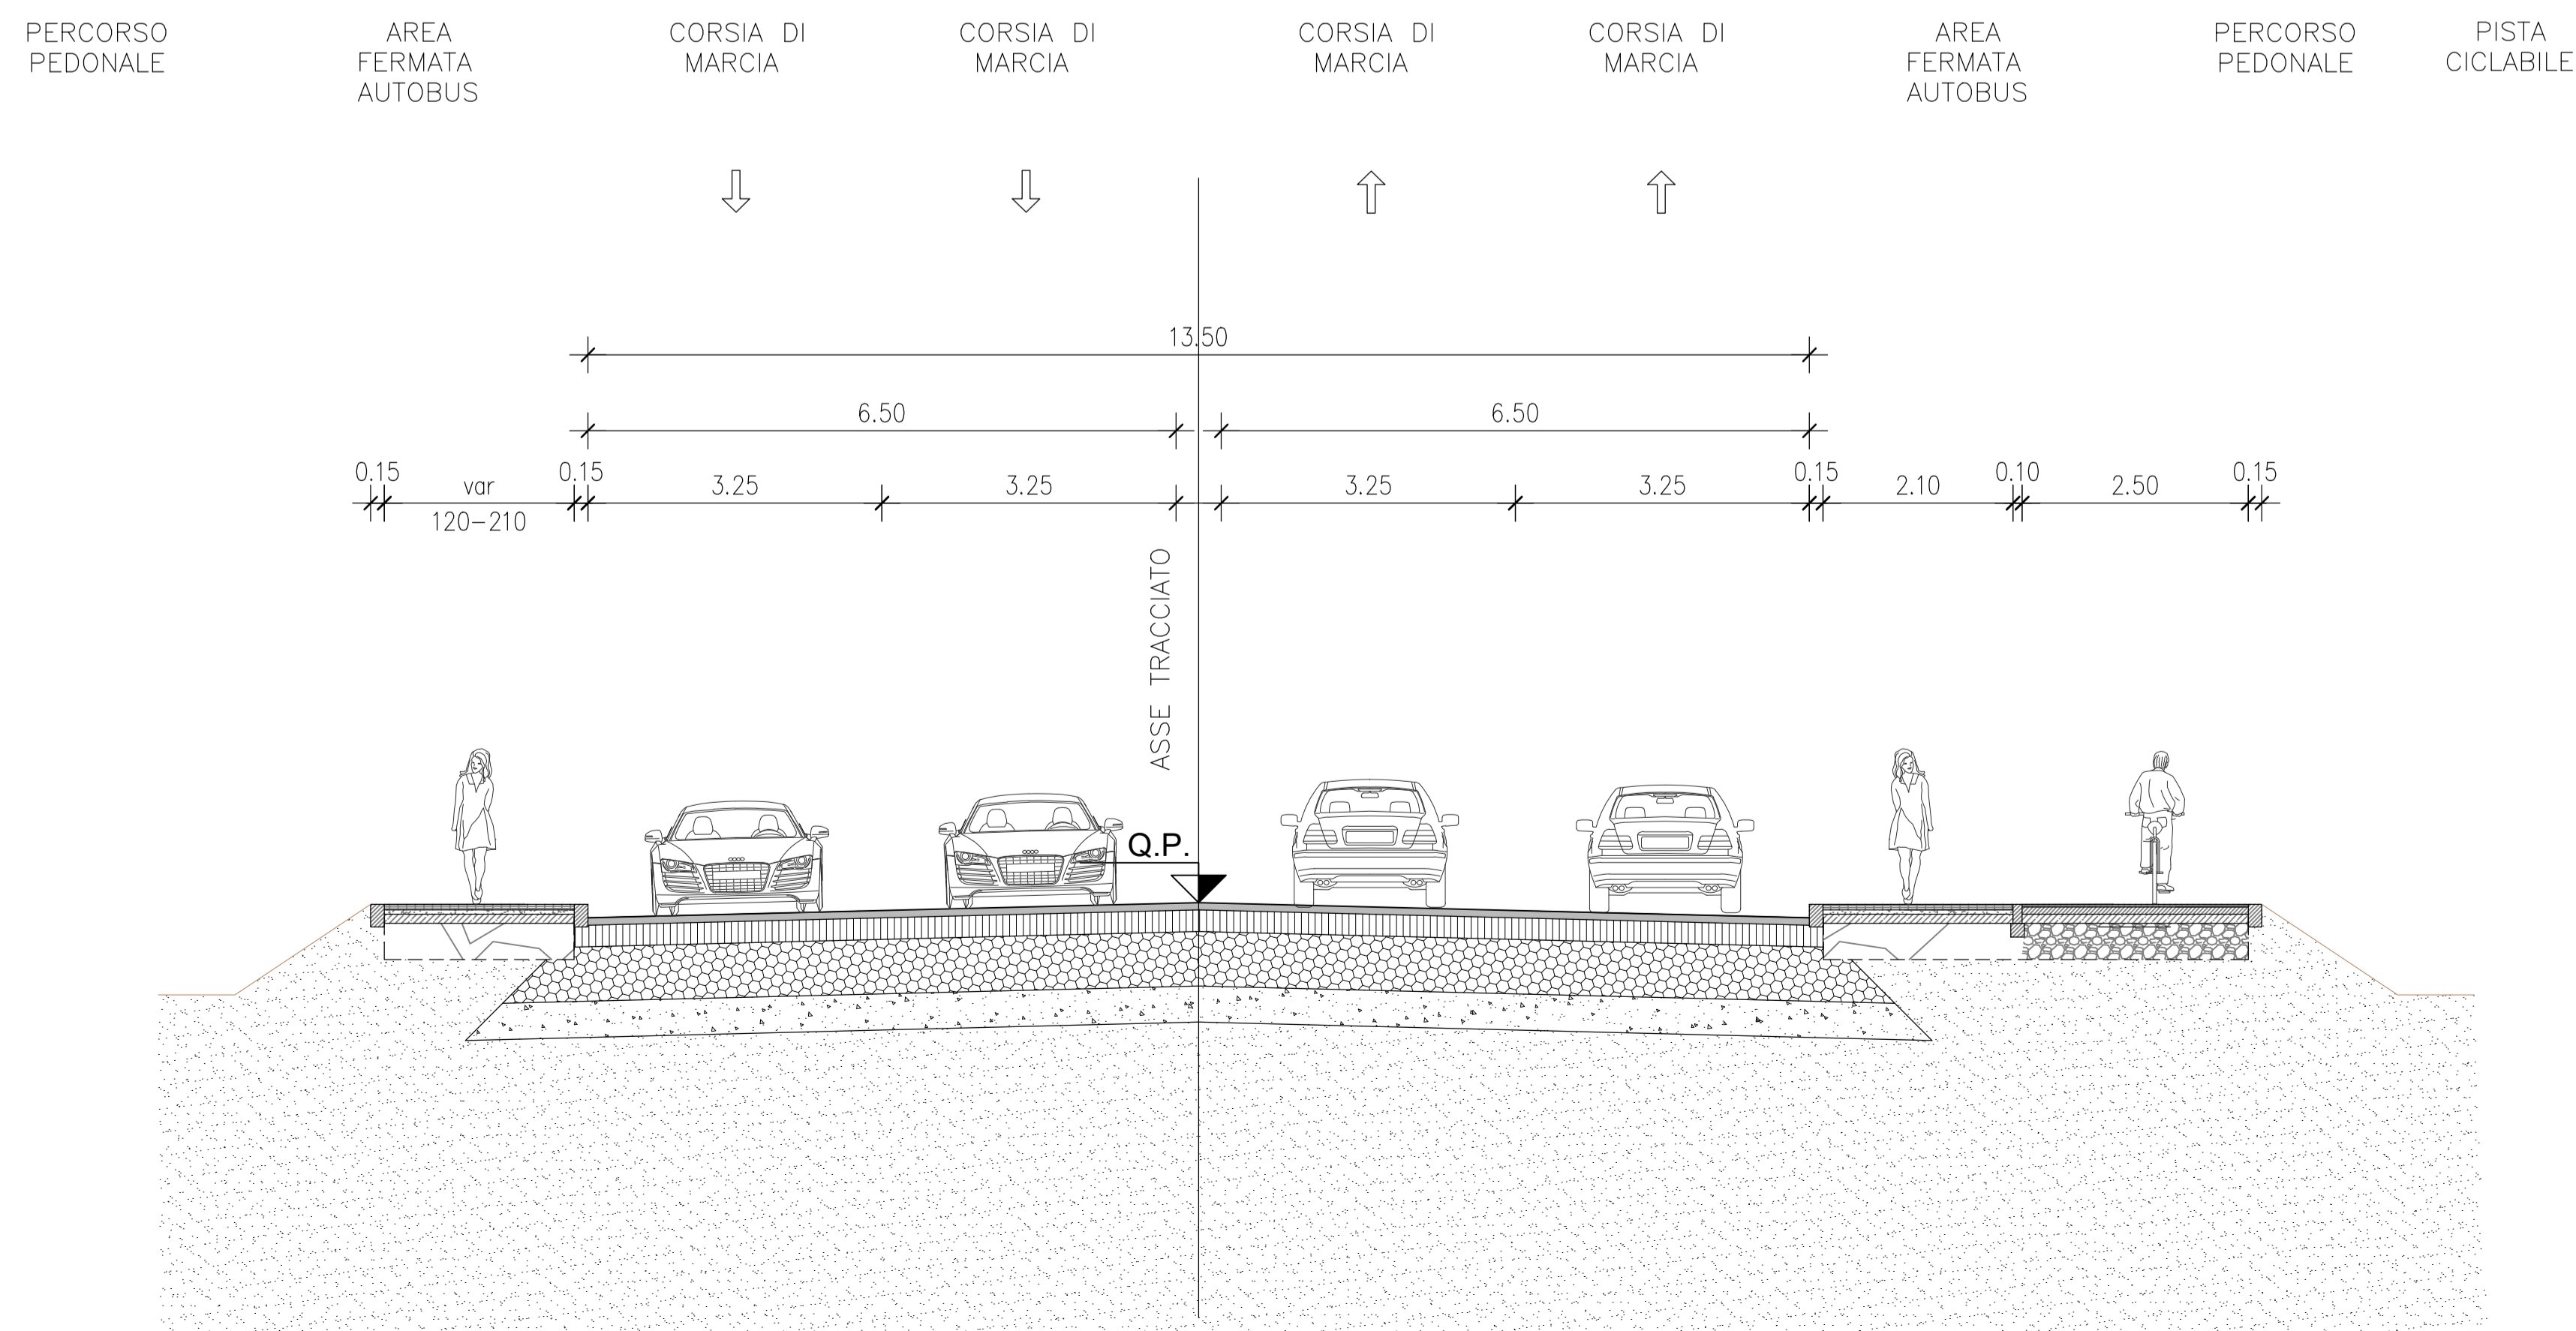 PERCORSO
PEDONALE
AREA
FERMATA
AUTOBUS
CORSIA DI
MARCIA
CORSIA DI
MARCIA
CORSIA DI
MARCIA
CORSIA DI
MARCIA
AREA
FERMATA
AUTOBUS
PERCORSO
PEDONALE
PISTA
CICLABILE
13.50
6.50
6.50
0.15
var
120-210
0.15
3.25
3.25
3.25
3.25
0.15
2.10
0.10
2.50
0.15
ASSE TRACCIATO
Q.P.